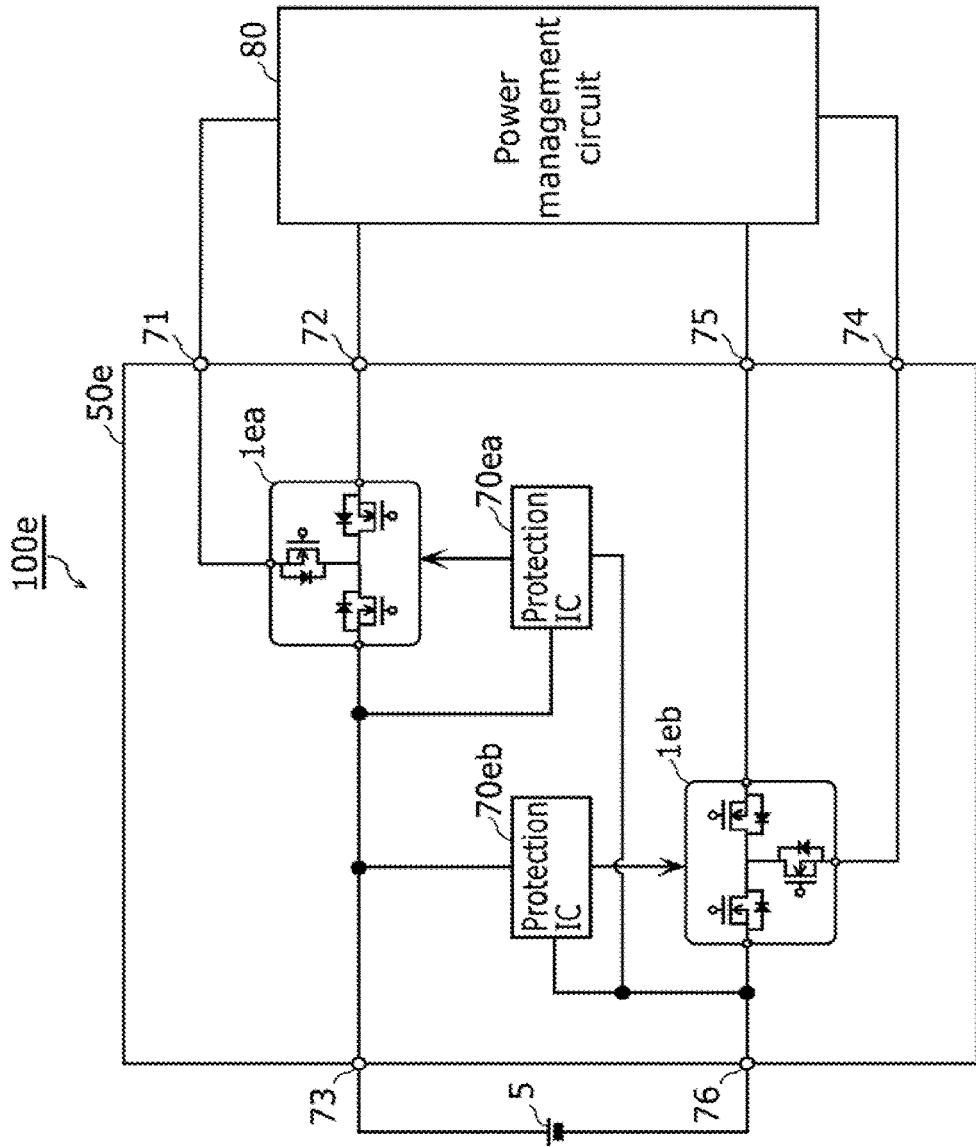 100e
50e
71
80
1ea
72
Power
management
circuit
70ea
Protection
IC
70eb
Protection
IC
1eb
75
74
73
5
76